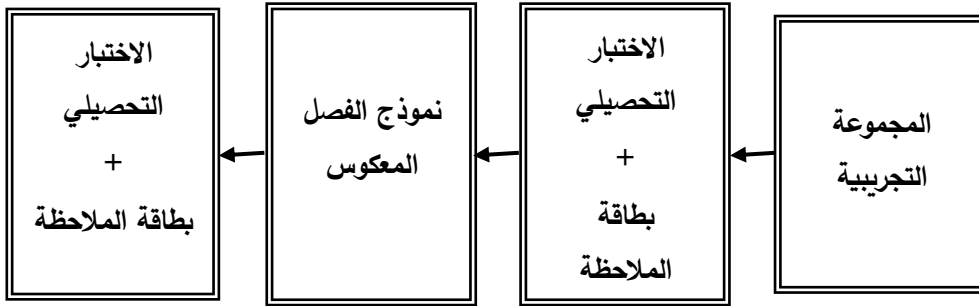 المجموعة
التجريبية
الاختبار
التحصيلي
+
بطاقة
الملاحظة
نموذج الفصل
المعكوس
الاختبار
التحصيلي
+
بطاقة الملاحظة